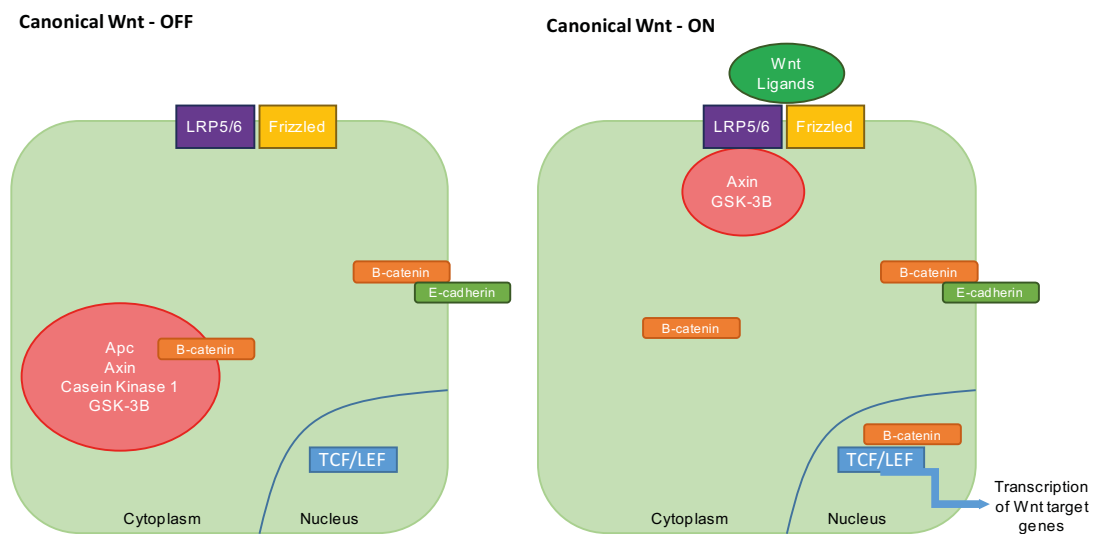 Canonical Wnt - OFF
LRP5/6
Frizzled
B-catenin
E-cadherin
Apc
Axin
Casein Kinase 1
GSK-3B
B-catenin
TCF/LEF
Cytoplasm
Nucleus
Canonical Wnt - ON
Wnt
Ligands
LRP5/6
Frizzled
Axin
GSK-3B
B-catenin
E-cadherin
B-catenin
B-catenin
TCF/LEF
Cytoplasm
Nucleus
Transcription
of Wnt target
genes